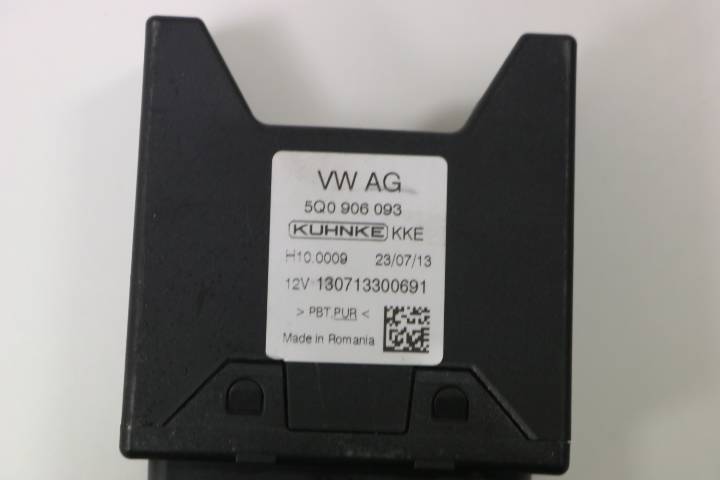 VW AG
5Q0 906 093
KUHNKE KKE
H10.0009 23/07/13
12V 130713300691
> PBT.PUR <
Made in Romania